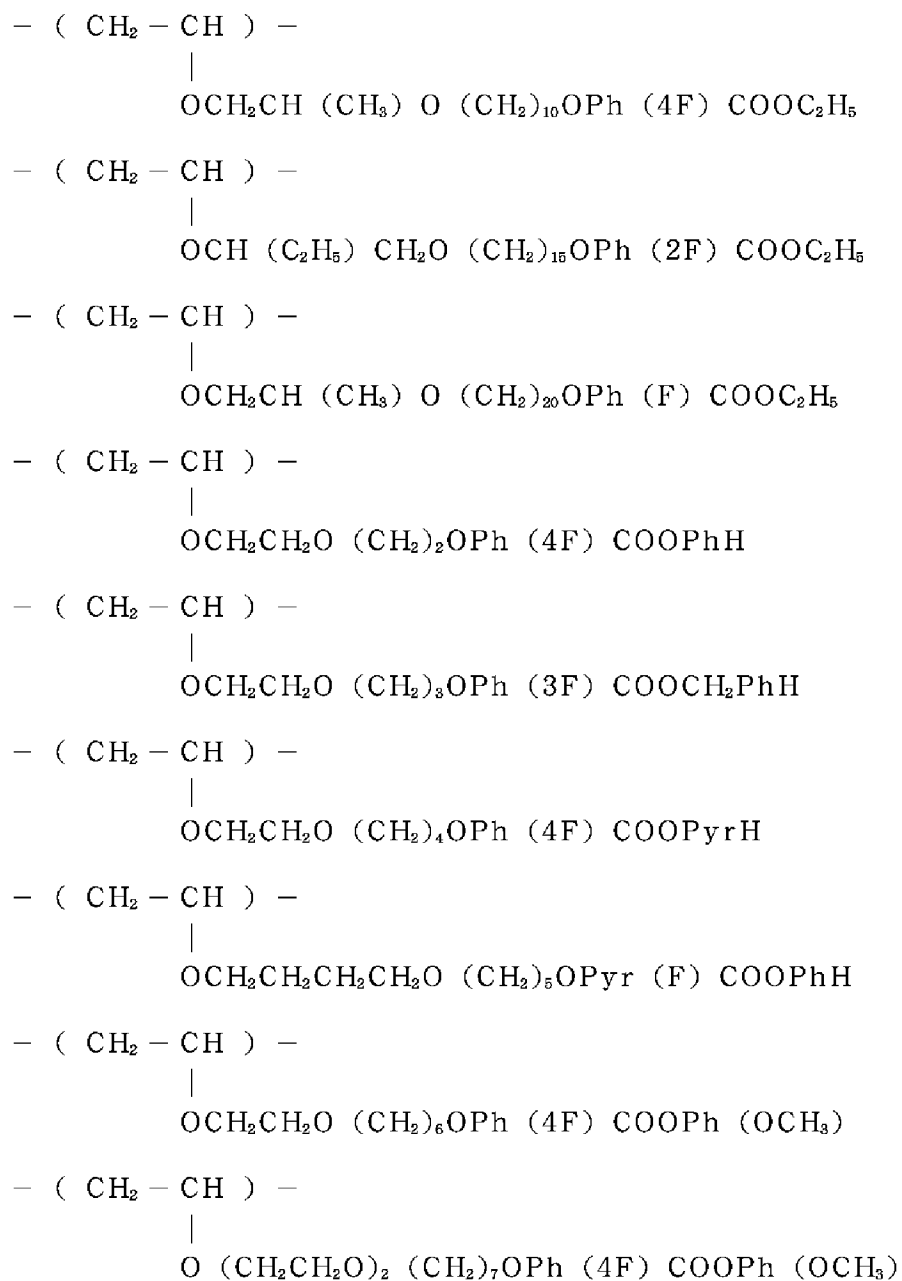 − ( CH₂ − CH ) −
|
OCH₂CH (CH₃) O (CH₂)₁₀OPh (4F) COOC₂H₅
− ( CH₂ − CH ) −
|
OCH (C₂H₅) CH₂O (CH₂)₁₅OPh (2F) COOC₂H₅
− ( CH₂ − CH ) −
|
OCH₂CH (CH₃) O (CH₂)₂₀OPh (F) COOC₂H₅
− ( CH₂ − CH ) −
|
OCH₂CH₂O (CH₂)₂OPh (4F) COOPhH
− ( CH₂ − CH ) −
|
OCH₂CH₂O (CH₂)₃OPh (3F) COOCH₂PhH
− ( CH₂ − CH ) −
|
OCH₂CH₂O (CH₂)₄OPh (4F) COOPyrH
− ( CH₂ − CH ) −
|
OCH₂CH₂CH₂CH₂O (CH₂)₅OPyr (F) COOPhH
− ( CH₂ − CH ) −
|
OCH₂CH₂O (CH₂)₆OPh (4F) COOPh (OCH₃)
− ( CH₂ − CH ) −
|
O (CH₂CH₂O)₂ (CH₂)₇OPh (4F) COOPh (OCH₃)